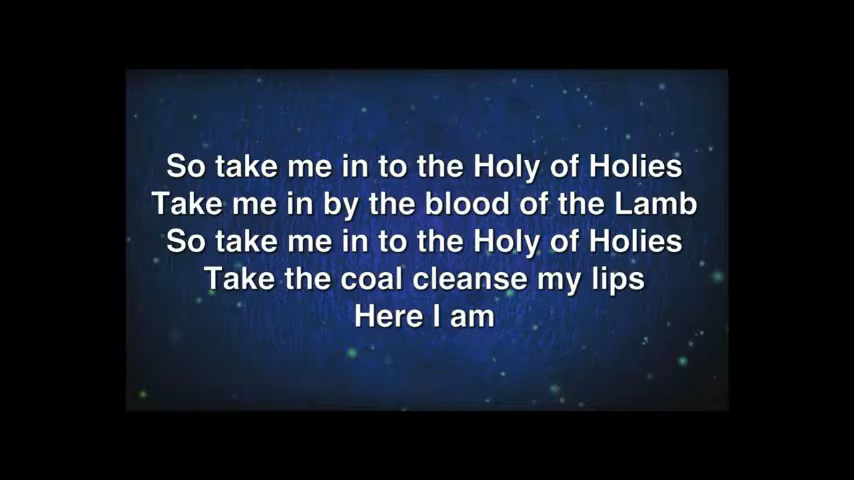 So take me in to the Holy of Holies
Take me in by the blood of the Lamb
So take me in to the Holy of Holies
Take the coal cleanse my lips
Here I am